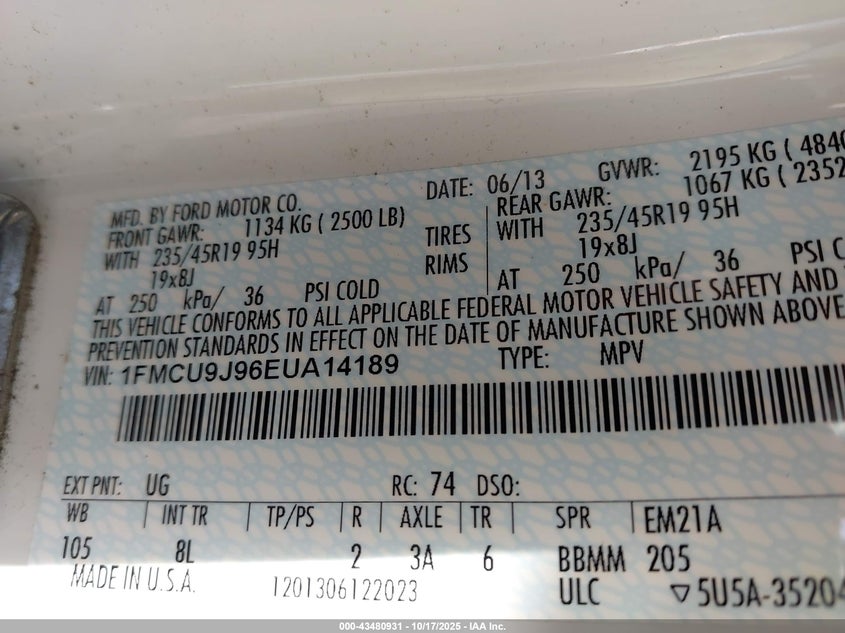 MFD. BY FORD MOTOR CO. DATE: 06/13 GVWR: 2195 KG ( 4840
FRONT GAWR: 1134 KG ( 2500 LB) REAR GAWR: 1067 KG ( 2352
WITH 235/45R19 95H TIRES WITH 235/45R19 95H
19x8J RIMS 19x8J
AT 250 kPa/ 36 PSI COLD AT 250 kPa/ 36 PSI C
THIS VEHICLE CONFORMS TO ALL APPLICABLE FEDERAL MOTOR VEHICLE SAFETY AND
PREVENTION STANDARDS IN EFFECT ON THE DATE OF MANUFACTURE SHOWN ABOVE.
VIN: 1FMCU9J96EUA14189 TYPE: MPV
EXT PNT: UG RC: 74 DSO:
WB INT TR TP/PS R AXLE TR SPR EM21A
105 8L 2 3A 6 BBMM 205
MADE IN U.S.A. 1201306122023 ULC ▽5U5A-35204
000-43480931 - 10/17/2025 - IAA Inc.